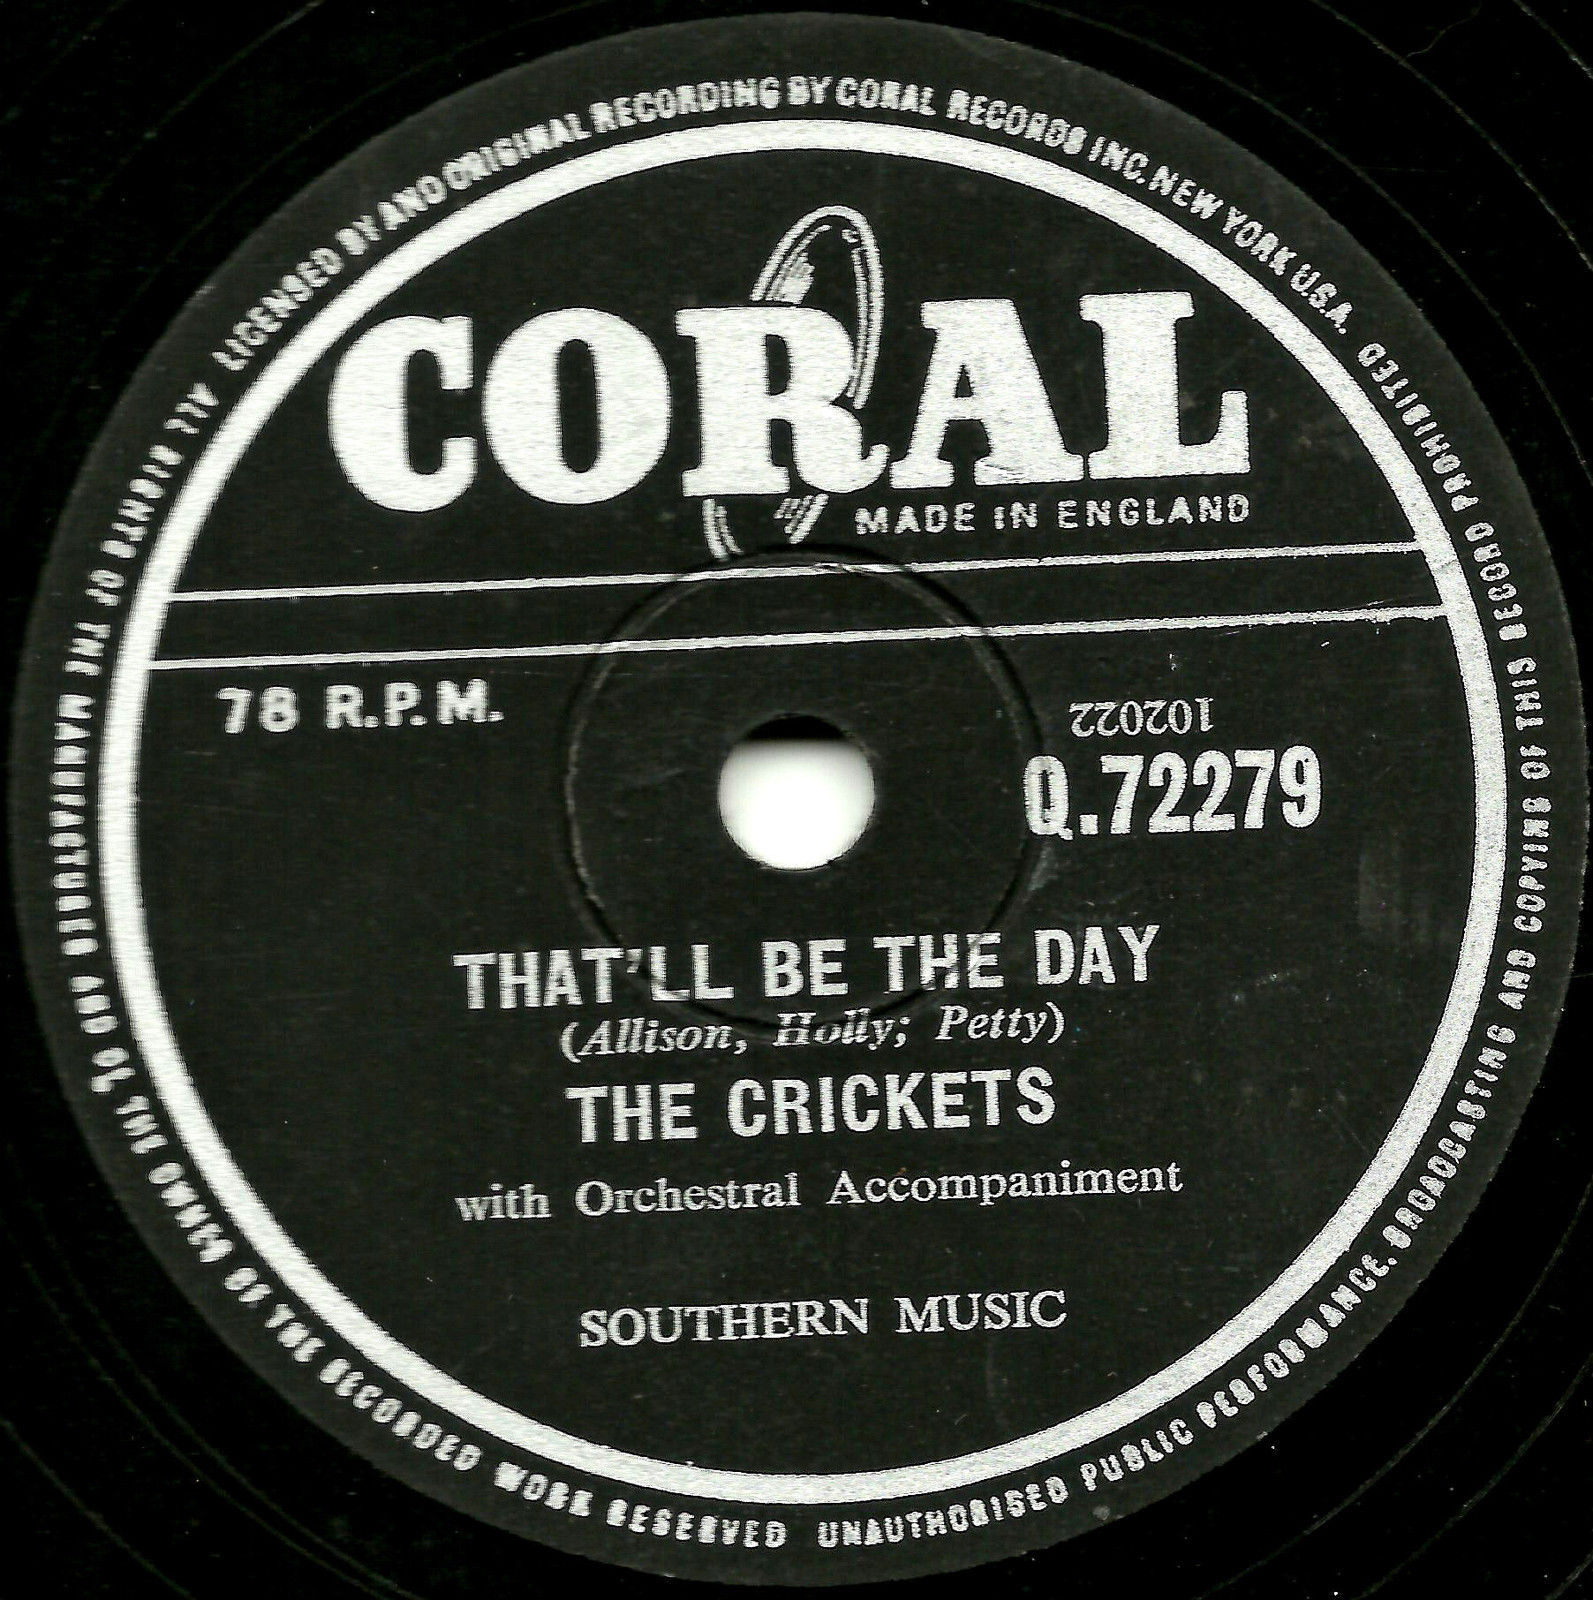 LICENSED BY AND ORIGINAL RECORDING BY CORAL RECORDS INC. NEW YORK U.S.A.
CORAL
MADE IN ENGLAND
78 R.P.M.
102022
Q.72279
THAT'LL BE THE DAY
(Allison, Holly; Petty)
THE CRICKETS
with Orchestral Accompaniment
SOUTHERN MUSIC
ALL RIGHTS OF THE MANUFACTURER AND TO THE OWNER OF THE RECORDED WORK RESERVED
UNAUTHORISED PUBLIC PERFORMANCE. BROADCASTING AND COPYING OF THIS RECORD PROHIBITED